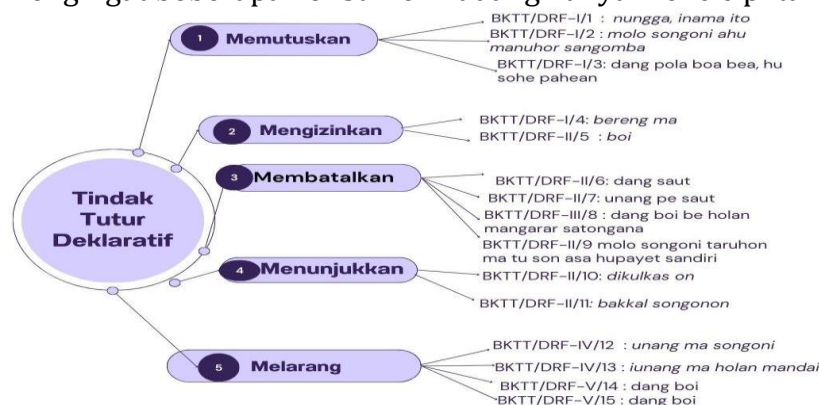 1 Memutuskan
BKTT/DRF-I/1 : nungga, inama ito
BKTT/DRF-I/2 : molo songoni ahu
manuhor sangomba
BKTT/DRF-I/3: dang pola boa bea, hu
sohe pahean
2 Mengizinkan
BKTT/DRF-I/4: bereng ma
BKTT/DRF-II/5 : boi
Tindak
Tutur
Deklaratif
3 Membatalkan
BKTT/DRF-II/6: dang saut
BKTT/DRF-II/7: unang pe saut
BKTT/DRF-III/8 : dang boi be holan
mangarar satongana
BKTT/DRF-II/9 molo songoni taruhon
ma tu son asa hupayet sandiri
4 Menunjukkan
BKTT/DRF-II/10: dikulkas on
BKTT/DRF-II/11: bakkal songonon
5 Melarang
BKTT/DRF-IV/12 : unang ma songoni
BKTT/DRF-IV/13 : iunang ma holan mandai
BKTT/DRF-V/14 : dang boi
BKTT/DRF-V/15 : dang boi